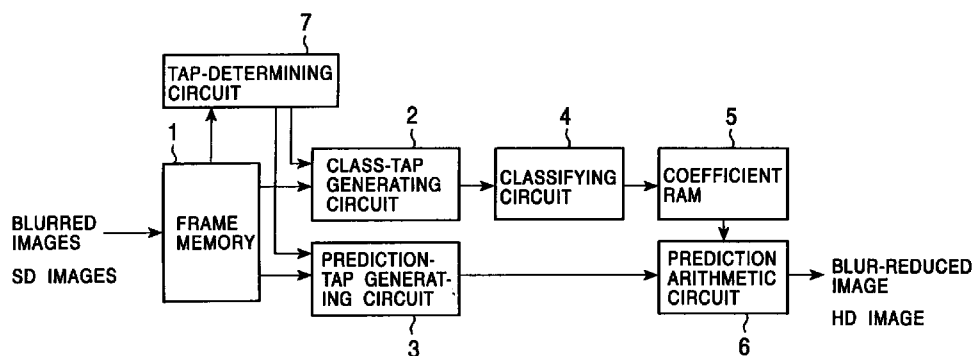 7
TAP-DETERMINING
CIRCUIT
1
2
4
5
CLASS-TAP
GENERATING
CIRCUIT
CLASSIFYING
CIRCUIT
COEFFICIENT
RAM
BLURRED
IMAGES
SD IMAGES
FRAME
MEMORY
PREDICTION-
TAP GENERAT-
ING CIRCUIT
PREDICTION
ARITHMETIC
CIRCUIT
BLUR-REDUCED
IMAGE
HD IMAGE
3
6